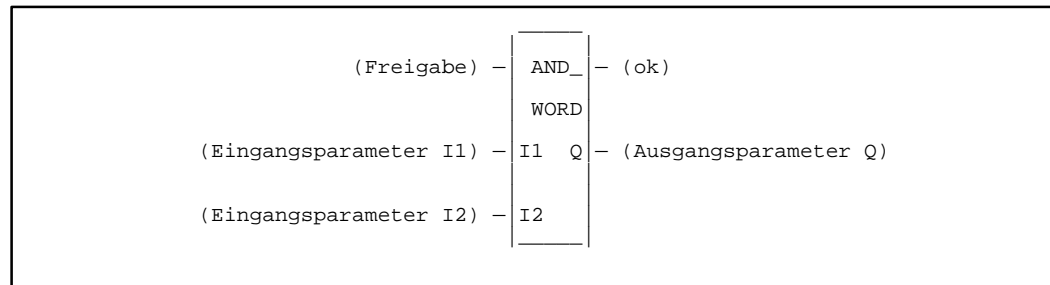 (Freigabe) AND_ (ok)
WORD
(Eingangsparameter I1) I1 Q (Ausgangsparameter Q)
(Eingangsparameter I2) I2